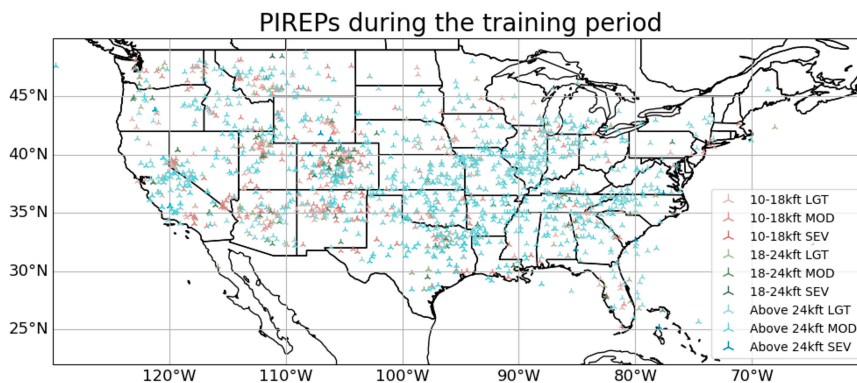 PIREPs during the training period
45°N
40°N
35°N
30°N
25°N
120°W 110°W 100°W 90°W 80°W 70°W
10-18kft LGT
10-18kft MOD
10-18kft SEV
18-24kft LGT
18-24kft MOD
18-24kft SEV
Above 24kft LGT
Above 24kft MOD
Above 24kft SEV